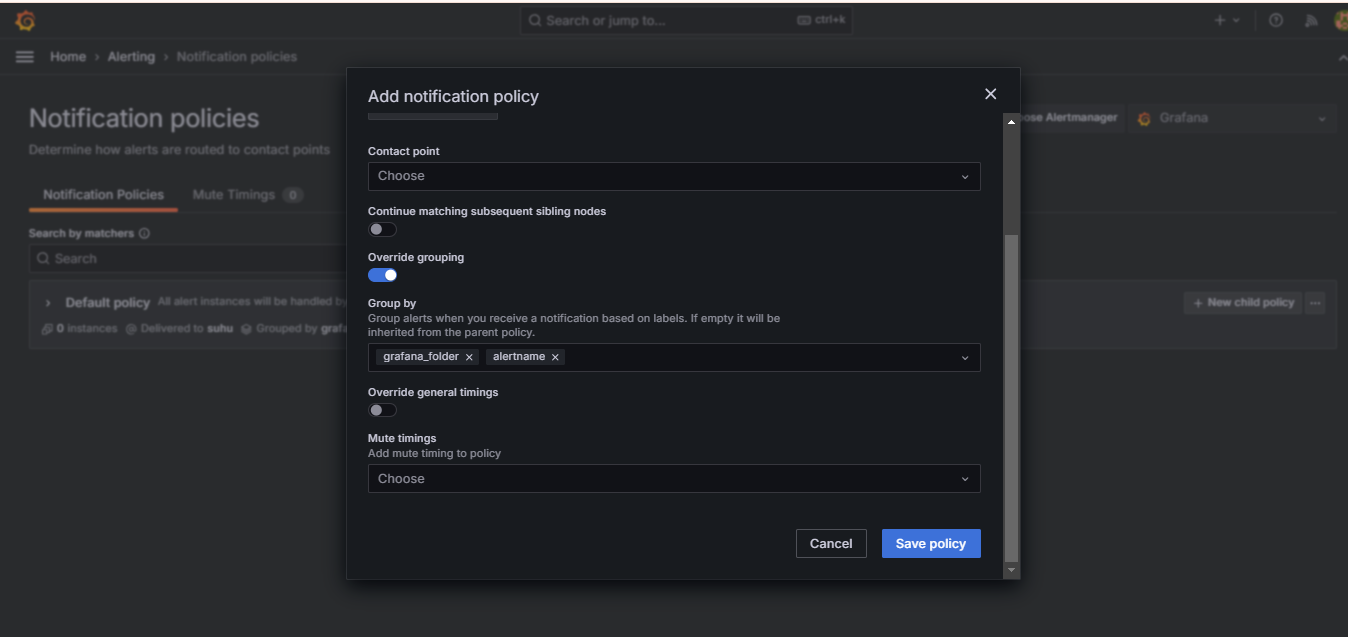 Search or jump to...
ctrl+k
Home › Alerting › Notification policies
Add notification policy
Notification policies
Alertmanager
Grafana
Determine how alerts are routed to contact points
Contact point
Choose
Notification Policies
Mute Timings 0
Continue matching subsequent sibling nodes
Search by matchers
Search
Override grouping
Default policy All alert instances will be handled by
+ New child policy
0 instances Delivered to suhu Grouped by
Group by
Group alerts when you receive a notification based on labels. If empty it will be
inherited from the parent policy.
grafana_folder × alertname ×
Override general timings
Mute timings
Add mute timing to policy
Choose
Cancel
Save policy